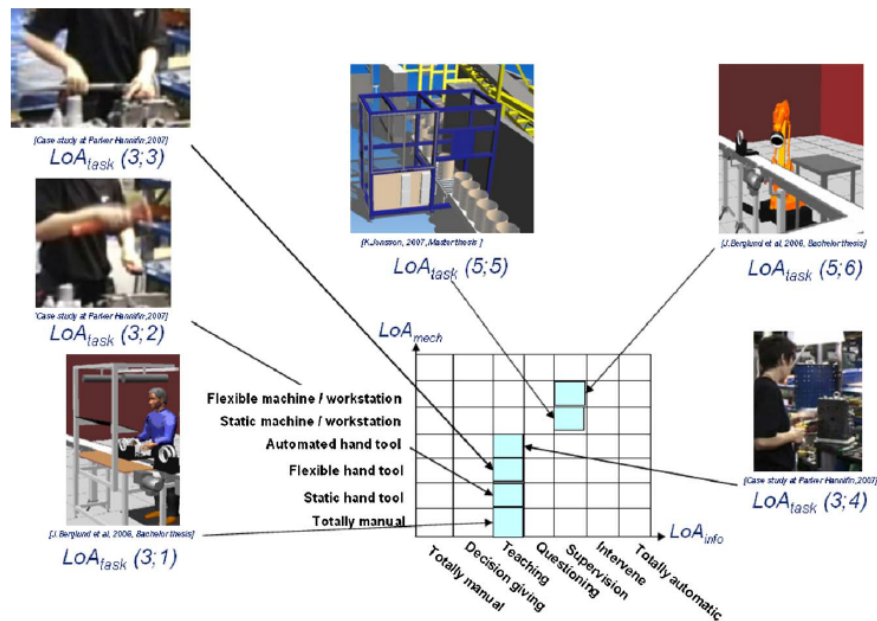 [Case study at Parker Hannifin,2007]
LoAtask (3;3)
'Case study at Parker Hannifin,2007]
LoAtask (3;2)
[J.Berglund et al, 2006, Bachelor thesis]
LoAtask (3;1)
[K.Jonsson, 2007,Master thesis ]
LoAtask (5;5)
[J.Berglund et al, 2006, Bachelor thesis]
LoAtask (5;6)
[Case study at Parker Hannifin,2007]
LoAtask (3;4)
LoAmech
Flexible machine / workstation
Static machine / workstation
Automated hand tool
Flexible hand tool
Static hand tool
Totally manual
LoAinfo
Totally manual
Decision giving
Teaching
Questioning
Supervision
Intervene
Totally automatic